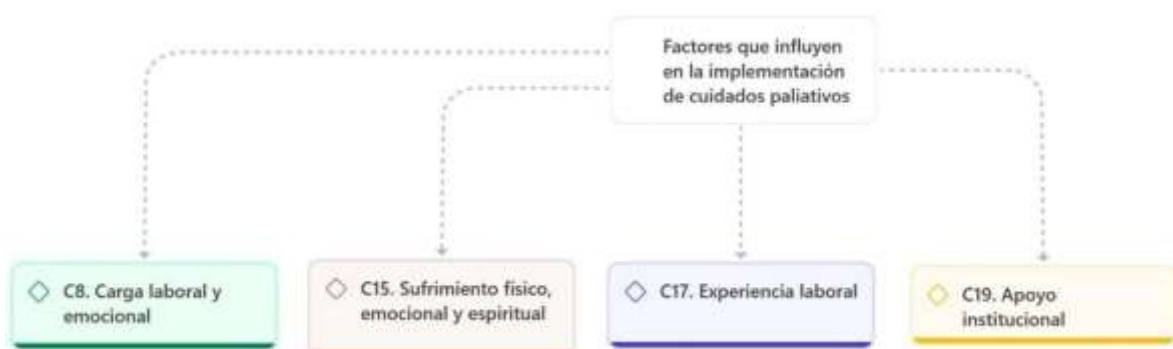 Factores que influyen
en la implementación
de cuidados paliativos
C8. Carga laboral y
emocional
C15. Sufrimiento físico,
emocional y espiritual
C17. Experiencia laboral
C19. Apoyo
institucional